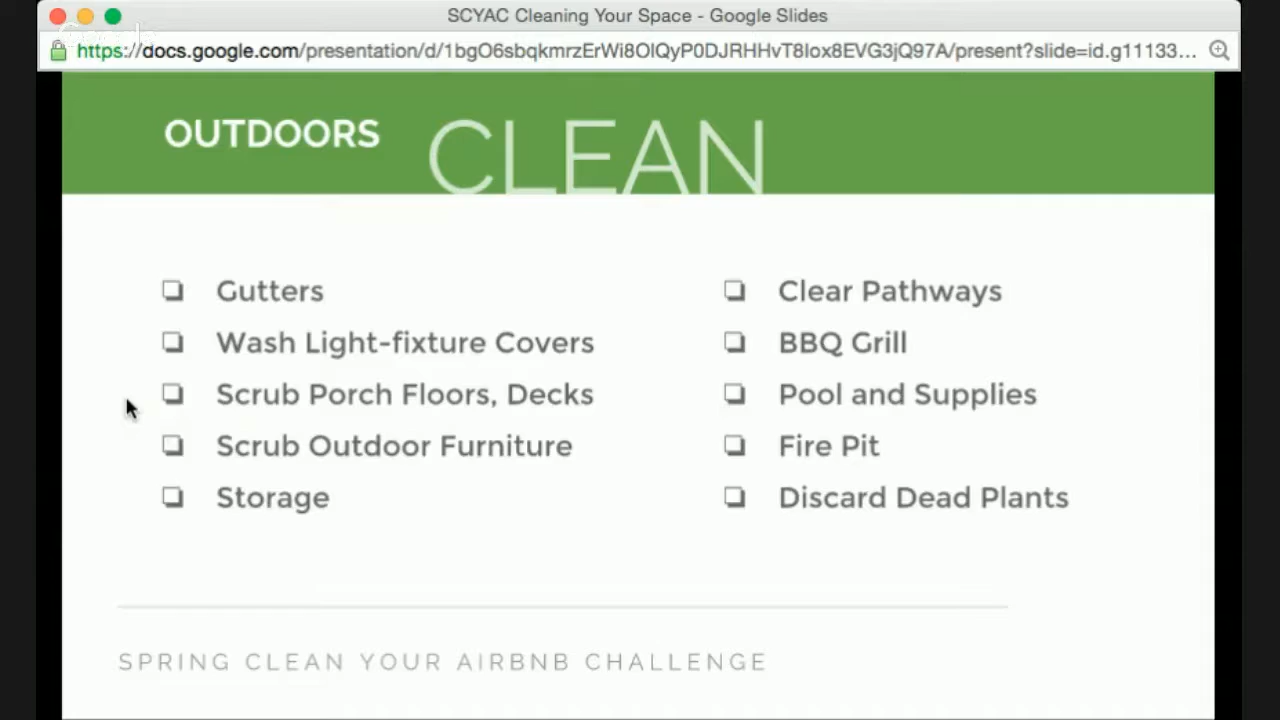 SCYAC Cleaning Your Space - Google Slides
Google
https://docs.google.com/presentation/d/1bgO6sbqkmrzErWi8OlQyP0DJRHHvT8Iox8EVG3jQ97A/present?slide=id.g11133...
OUTDOORS CLEAN
Gutters
Wash Light-fixture Covers
Scrub Porch Floors, Decks
Scrub Outdoor Furniture
Storage
Clear Pathways
BBQ Grill
Pool and Supplies
Fire Pit
Discard Dead Plants
SPRING CLEAN YOUR AIRBNB CHALLENGE